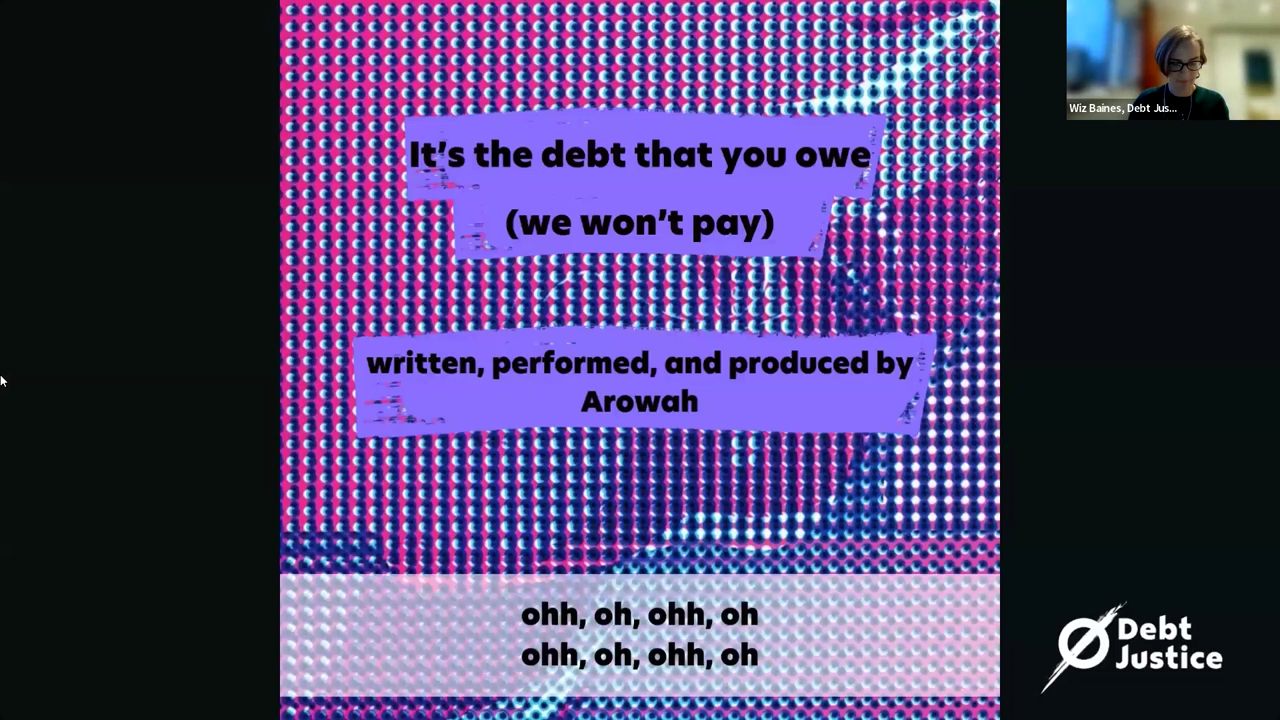 It's the debt that you owe
(we won't pay)
written, performed, and produced by
Arowah
ohh, oh, ohh, oh
ohh, oh, ohh, oh
Wiz Baines, Debt Jus...
Debt
Justice